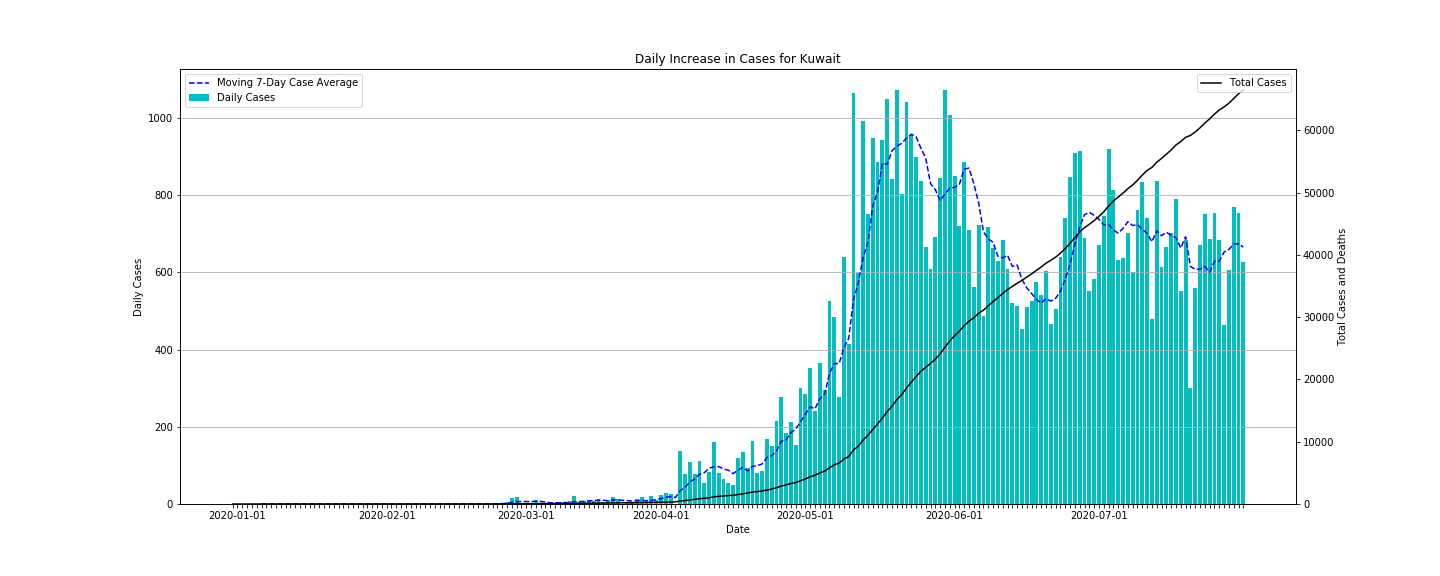 Daily Increase in Cases for Kuwait
Moving 7-Day Case Average
Daily Cases
Total Cases
1000
800
600
400
200
0
Daily Cases
60000
50000
40000
30000
20000
10000
0
Total Cases and Deaths
2020-01-01 2020-02-01 2020-03-01 2020-04-01 2020-05-01 2020-06-01 2020-07-01
Date